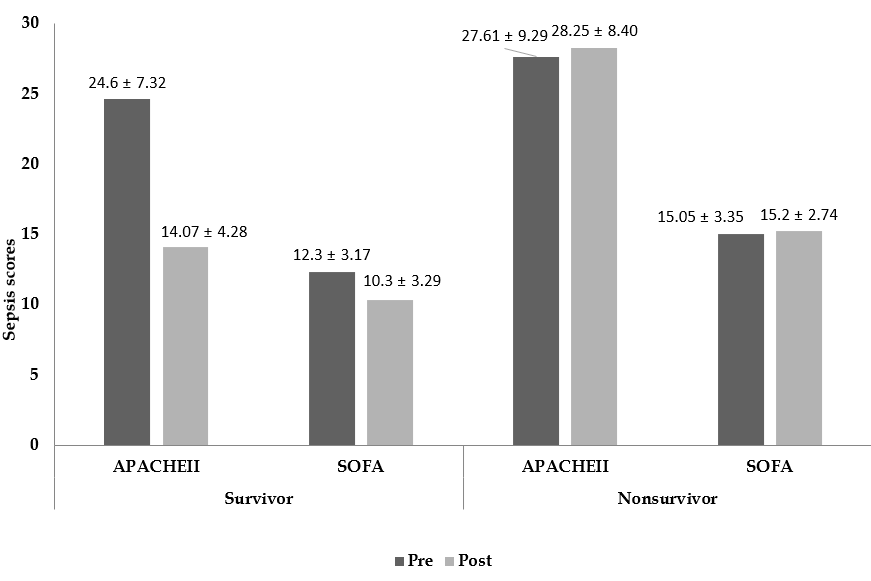 30
27.61 ± 9.29 28.25 ± 8.40
25
24.6 ± 7.32
20
15
14.07 ± 4.28
15.05 ± 3.35 15.2 ± 2.74
12.3 ± 3.17
10.3 ± 3.29
10
5
0
Sepsis scores
APACHEII SOFA APACHEII SOFA
Survivor Nonsurvivor
Pre Post